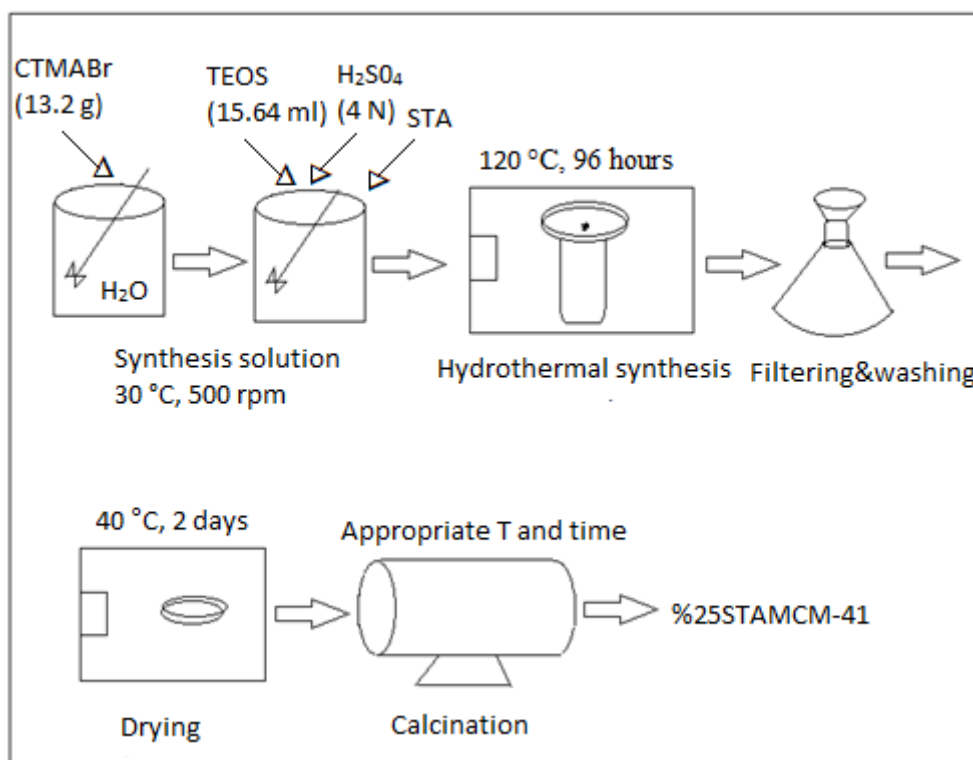 CTMABr
(13.2 g)
TEOS
(15.64 ml)
H₂S0₄
(4 N)
STA
H₂O
Synthesis solution
30 °C, 500 rpm
120 °C, 96 hours
Hydrothermal synthesis
Filtering&washing
40 °C, 2 days
Drying
Appropriate T and time
Calcination
%25STAMCM-41